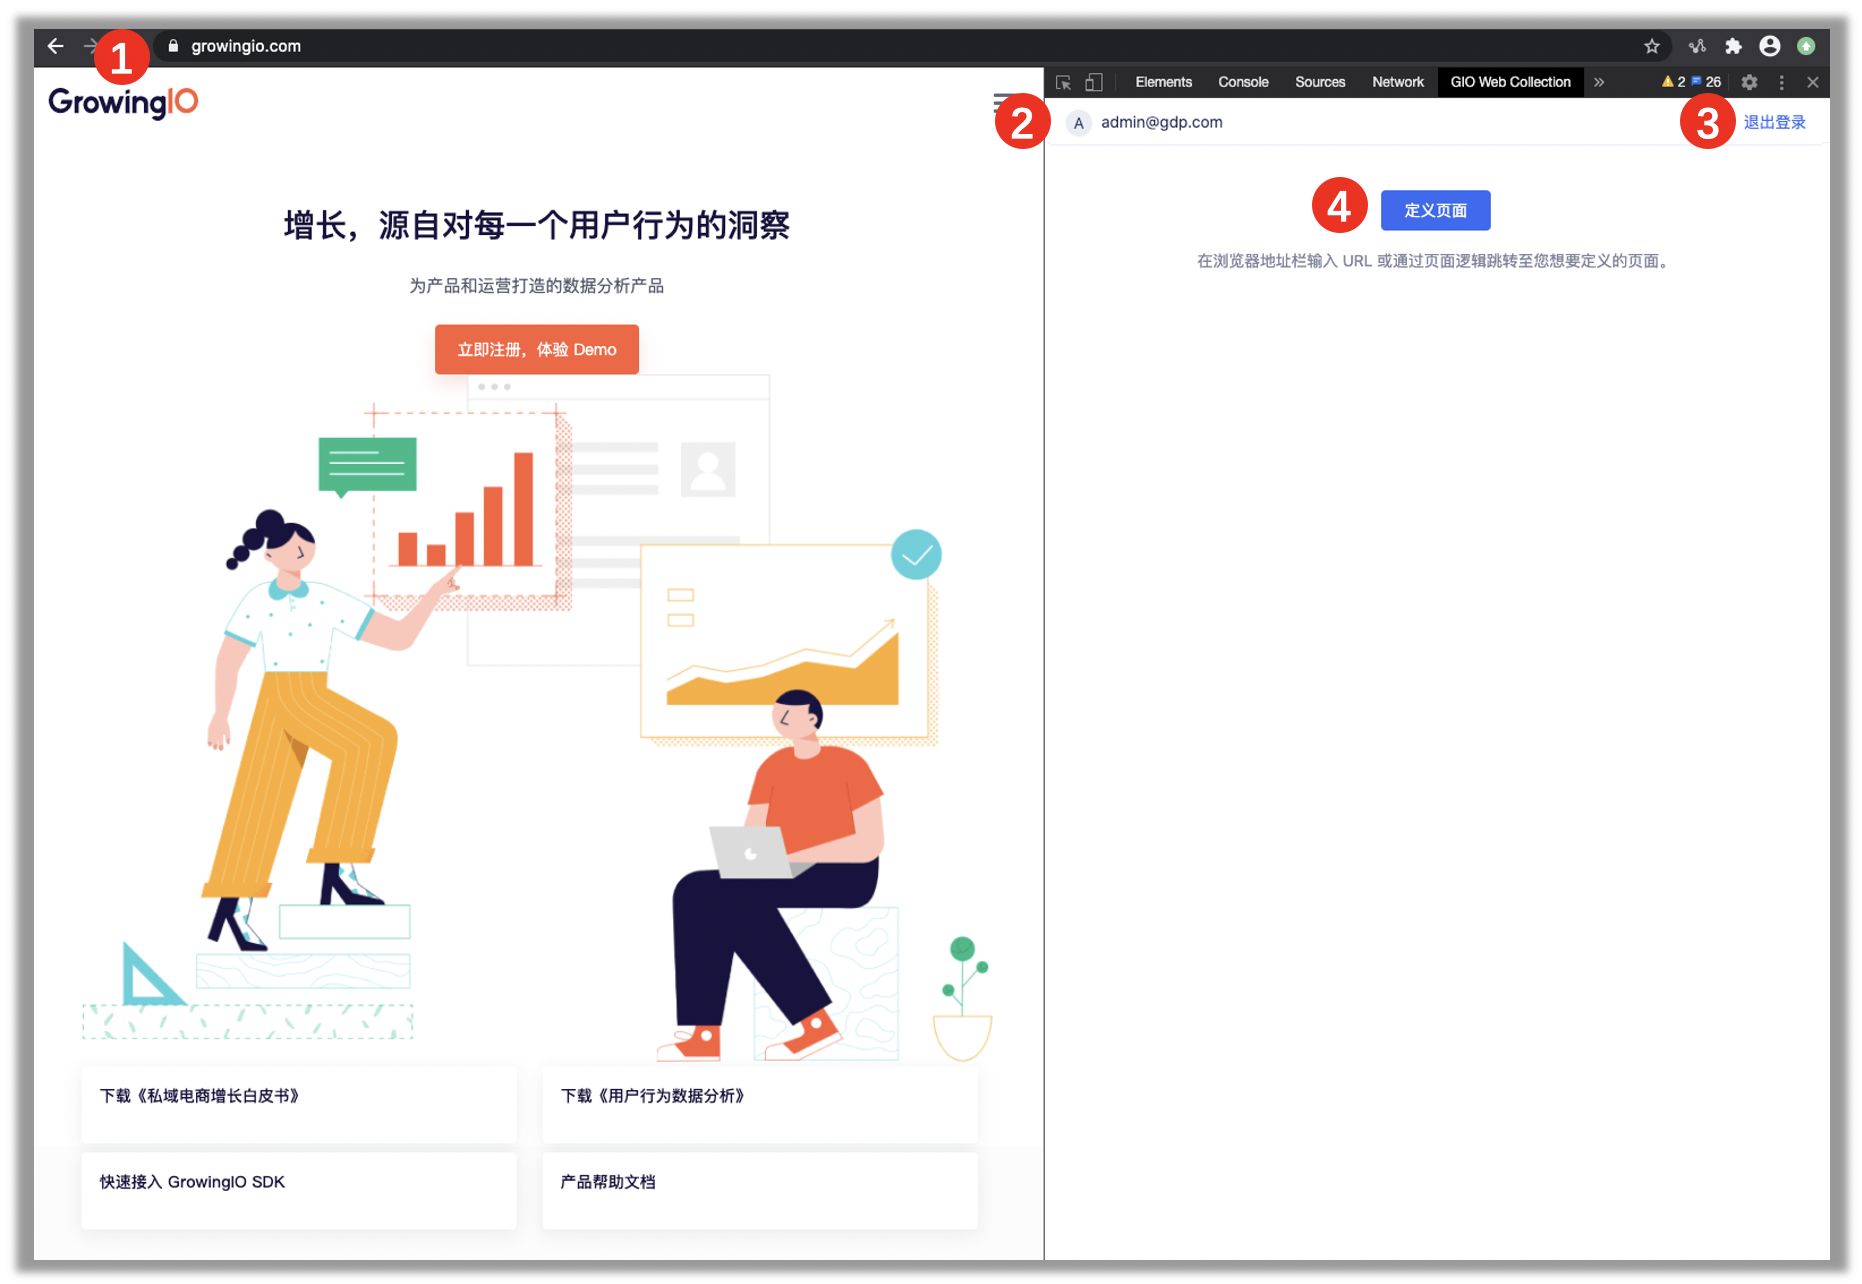 1
growingio.com
GrowingIO
Elements Console Sources Network GIO Web Collection » 2 26
2
A admin@gdp.com
3 退出登录
4 定义页面
在浏览器地址栏输入 URL 或通过页面逻辑跳转至您想要定义的页面。
增长，源自对每一个用户行为的洞察
为产品和运营打造的数据分析产品
立即注册，体验 Demo
下载《私域电商增长白皮书》
下载《用户行为数据分析》
快速接入 GrowingIO SDK
产品帮助文档